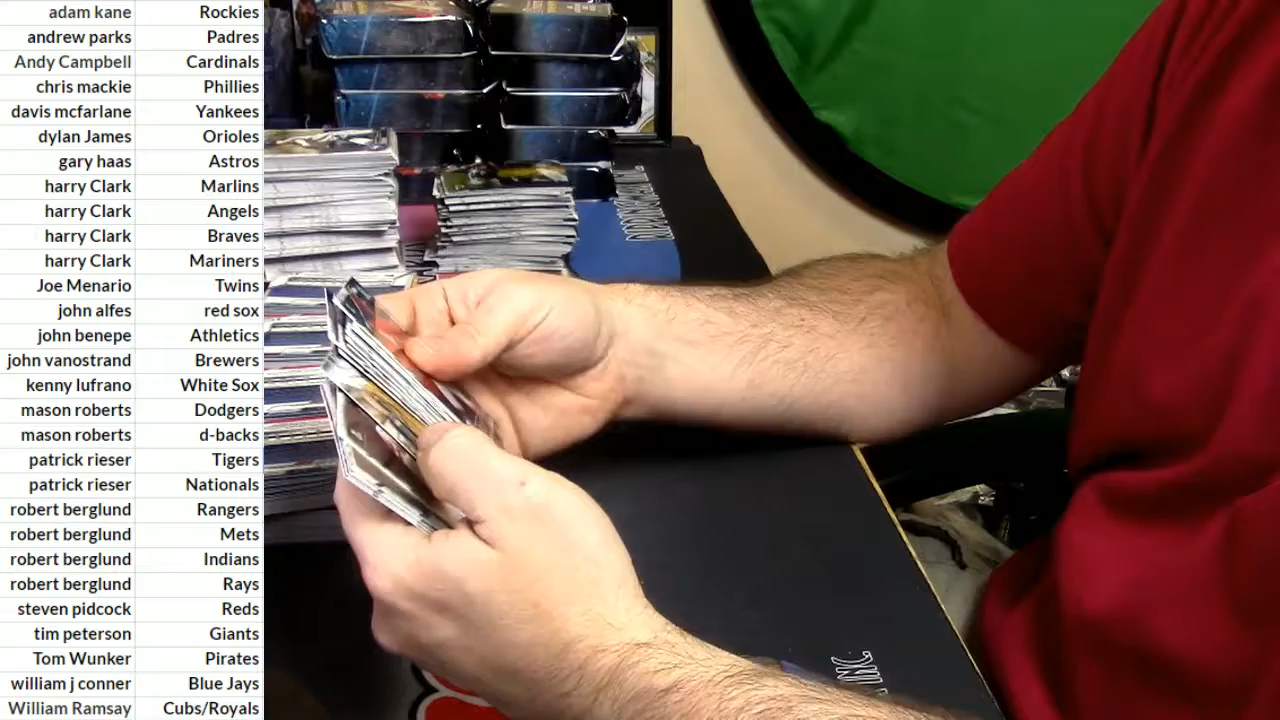 adam kane Rockies
andrew parks Padres
Andy Campbell Cardinals
chris mackie Phillies
davis mcfarlane Yankees
dylan James Orioles
gary haas Astros
harry Clark Marlins
harry Clark Angels
harry Clark Braves
harry Clark Mariners
Joe Menario Twins
john alfes red sox
john benepe Athletics
john vanostrand Brewers
kenny lufrano White Sox
mason roberts Dodgers
mason roberts d-backs
patrick rieser Tigers
patrick rieser Nationals
robert berglund Rangers
robert berglund Mets
robert berglund Indians
robert berglund Rays
steven pidcock Reds
tim peterson Giants
Tom Wunker Pirates
william j conner Blue Jays
William Ramsay Cubs/Royals